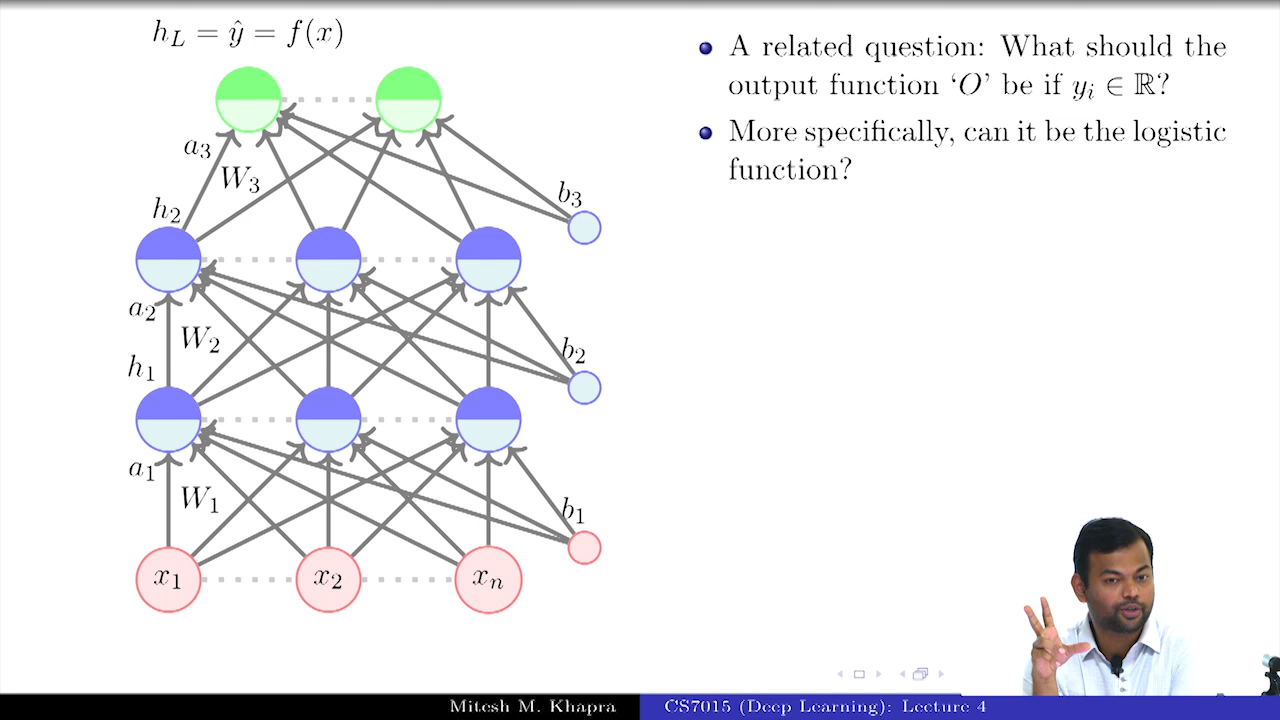 h_L = ŷ = f(x)
A related question: What should the
output function ‘O’ be if y_i ∈ ℝ?
More specifically, can it be the logistic
function?
a_3
W_3
b_3
h_2
a_2
W_2
b_2
h_1
a_1
W_1
b_1
x_1 x_2 x_n
Mitesh M. Khapra CS7015 (Deep Learning): Lecture 4